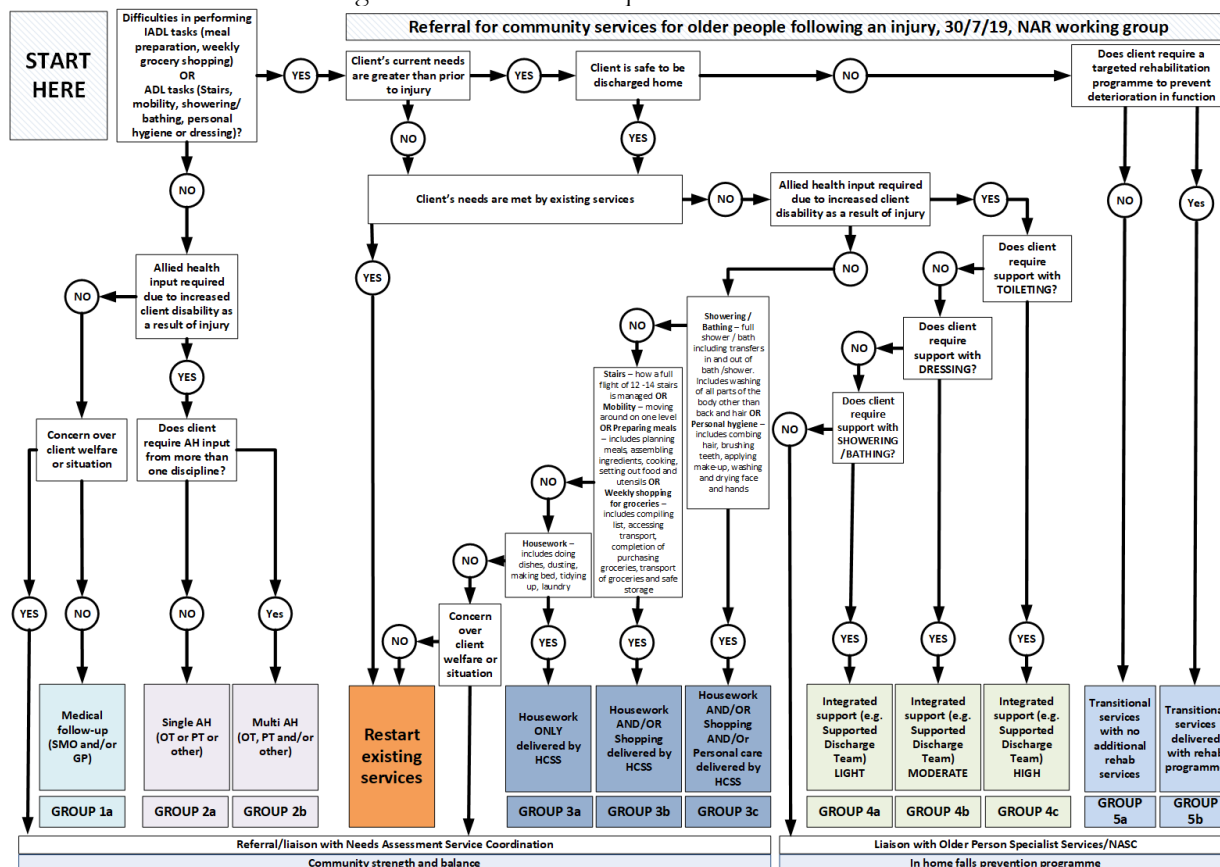 START
HERE
Difficulties in performing
IADL tasks (meal
preparation, weekly
grocery shopping)
OR
ADL tasks (Stairs,
mobility, showering/
bathing, personal
hygiene or dressing)?
Referral for community services for older people following an injury, 30/7/19, NAR working group
YES
Client's current needs
are greater than prior
to injury
YES
Client is safe to be
discharged home
NO
Does client require a
targeted rehabilitation
programme to prevent
deterioration in function
NO
YES
NO
Client's needs are met by existing services
NO
Allied health input required
due to increased client
disability as a result of injury
YES
NO
Yes
Allied health
input required
due to increased
client disability as
a result of injury
NO
YES
NO
Does client
require
support with
TOILETING?
NO
YES
Showering /
Bathing – full
shower / bath
including transfers
in and out of
bath /shower.
Includes washing
of all parts of the
body other than
back and hair OR
Personal hygiene –
includes combing
hair, brushing
teeth, applying
make-up, washing
and drying face
and hands
NO
Does client
require
support with
DRESSING?
NO
Stairs – how a full
flight of 12 -14 stairs
is managed OR
Mobility – moving
around on one level
OR Preparing meals
– includes planning
meals, assembling
ingredients, cooking,
setting out food and
utensils OR
Weekly shopping
for groceries –
includes compiling
list, accessing
transport,
completion of
purchasing
groceries, transport
of groceries and safe
storage
Does client
require
support with
SHOWERING
/BATHING?
NO
Concern over
client welfare
or situation
Does client
require AH input
from more than
one discipline?
NO
Housework –
includes doing
dishes, dusting,
making bed, tidying
up, laundry
NO
Concern
over
client
welfare or
situation
NO
YES
NO
NO
Yes
YES
YES
YES
YES
YES
YES
Medical
follow-up
(SMO and/or
GP)
Single AH
(OT or PT or
other)
Multi AH
(OT, PT and/or
other)
Restart
existing
services
Housework
ONLY
delivered by
HCSS
Housework
AND/OR
Shopping
delivered by
HCSS
Housework
AND/OR
Shopping
AND/Or
Personal care
delivered by
HCSS
Integrated
support (e.g.
Supported
Discharge
Team)
LIGHT
Integrated
support (e.g.
Supported
Discharge
Team)
MODERATE
Integrated
support (e.g.
Supported
Discharge
Team)
HIGH
Transitional
services
with no
additional
rehab
services
Transitional
services
delivered
with rehab
programm
GROUP 1a
GROUP 2a
GROUP 2b
GROUP 3a
GROUP 3b
GROUP 3c
GROUP 4a
GROUP 4b
GROUP 4c
GROUP
5a
GROUP
5b
Referral/liaison with Needs Assessment Service Coordination
Liaison with Older Person Specialist Services/NASC
Community strength and balance
In home falls prevention programme